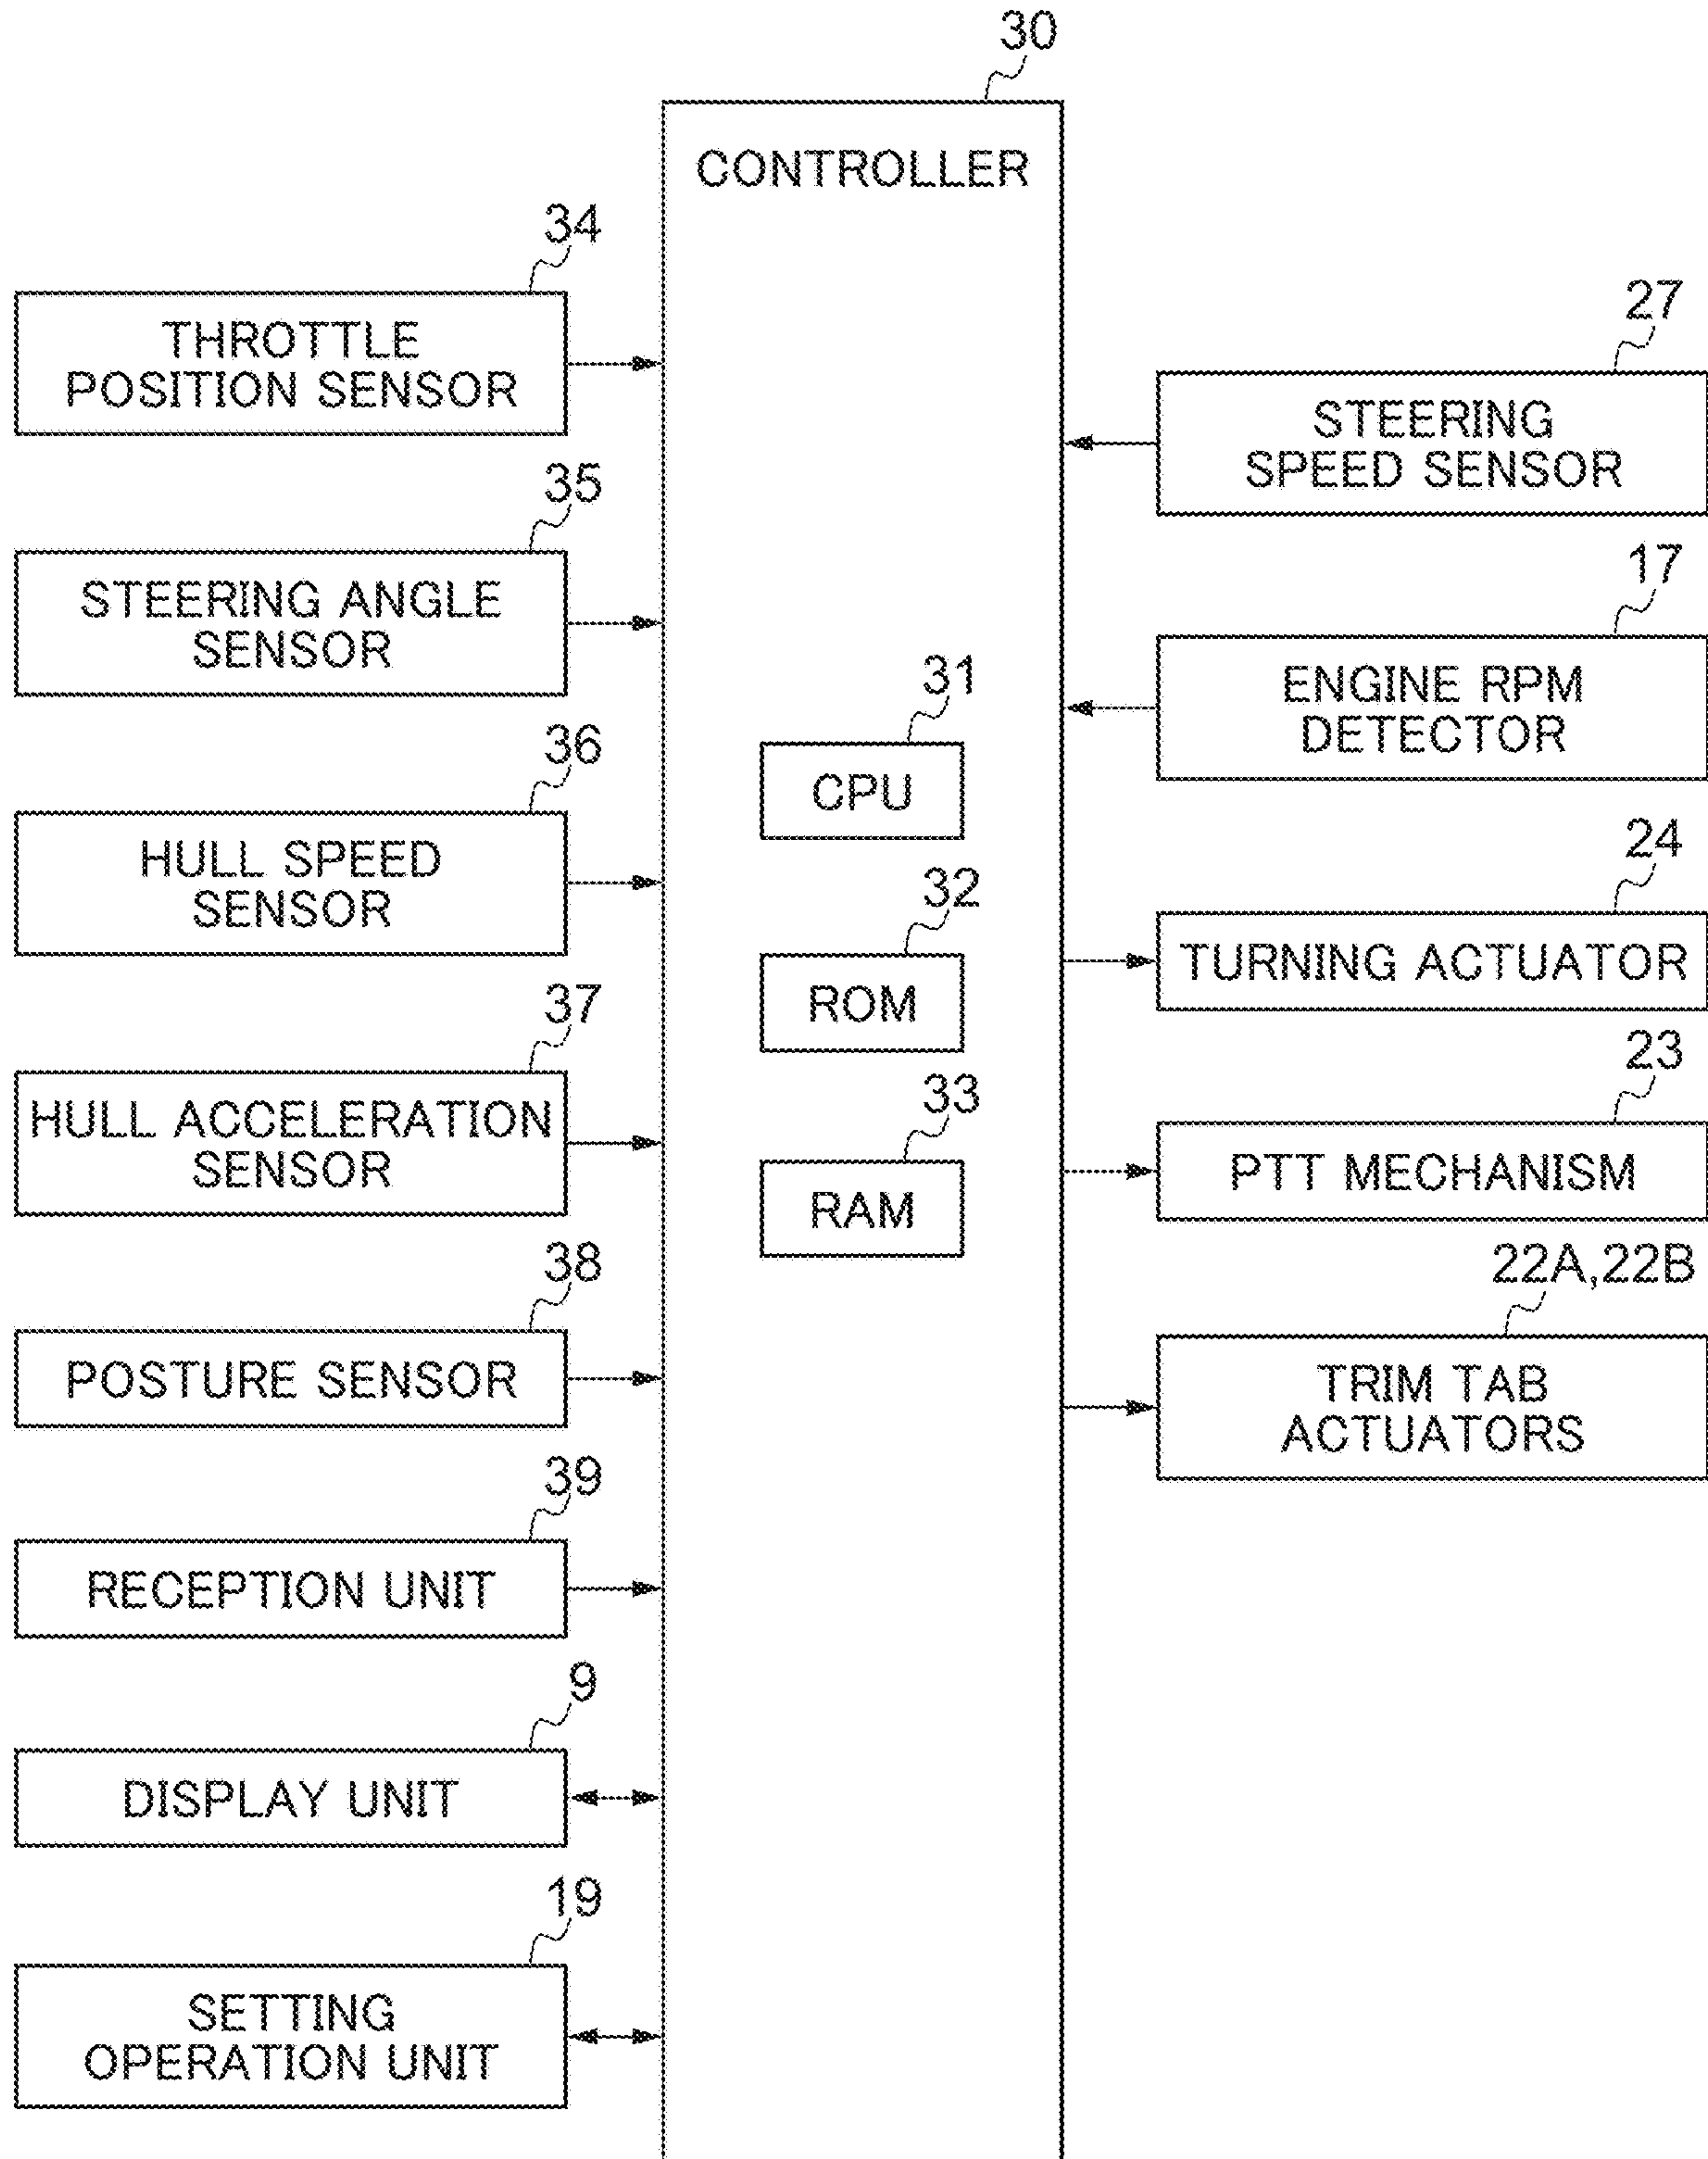 30
CONTROLLER
34
THROTTLE
POSITION SENSOR
35
STEERING ANGLE
SENSOR
36
HULL SPEED
SENSOR
37
HULL ACCELERATION
SENSOR
38
POSTURE SENSOR
39
RECEPTION UNIT
9
DISPLAY UNIT
19
SETTING
OPERATION UNIT
31
CPU
32
ROM
33
RAM
27
STEERING
SPEED SENSOR
17
ENGINE RPM
DETECTOR
24
TURNING ACTUATOR
23
PTT MECHANISM
22A,22B
TRIM TAB
ACTUATORS